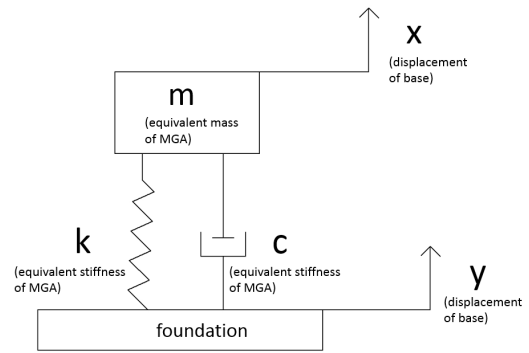 x
(displacement
of base)
m
(equivalent mass
of MGA)
k
(equivalent stiffness
of MGA)
c
(equivalent stiffness
of MGA)
y
(displacement
of base)
foundation